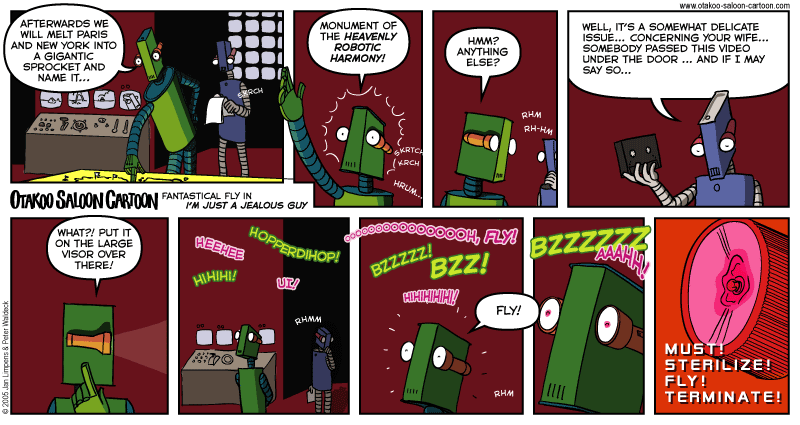 www.otakoo-saloon-cartoon.com
AFTERWARDS WE
WILL MELT PARIS
AND NEW YORK INTO
A GIGANTIC
SPROCKET AND
NAME IT...
SKRCH
MONUMENT OF
THE HEAVENLY
ROBOTIC
HARMONY!
SKRTCH
KRCH
HRUM...
HMM?
ANYTHING
ELSE?
RHM
RH-HM
WELL, IT'S A SOMEWHAT DELICATE
ISSUE... CONCERNING YOUR WIFE...
SOMEBODY PASSED THIS VIDEO
UNDER THE DOOR ... AND IF I MAY
SAY SO...
OTAKOO SALOON CARTOON
FANTASTICAL FLY IN
I'M JUST A JEALOUS GUY
WHAT?! PUT IT
ON THE LARGE
VISOR OVER
THERE!
HEEHEE
HOPPERDIHOP!
HIHIHI!
UI!
RHMM
OOOOOOOOOOOOOOOH, FLY!
BZZZZZ!
BZZ!
HIHIHIHIHI!
FLY!
RHM
BZZZZZZZ
AAAHH!
MUST!
STERILIZE!
FLY!
TERMINATE!
© 2005 Jan Limpens & Peter Waldeck